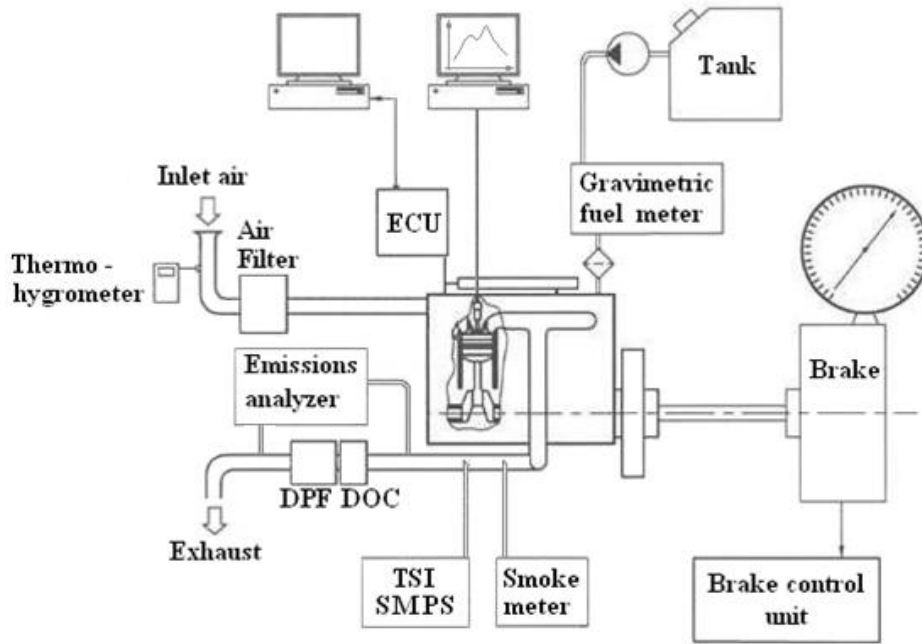 Tank
Inlet air
Gravimetric
fuel meter
ECU
Air
Filter
Thermo -
hygrometer
Emissions
analyzer
Brake
DPF
DOC
Exhaust
TSI
SMPS
Smoke
meter
Brake control
unit